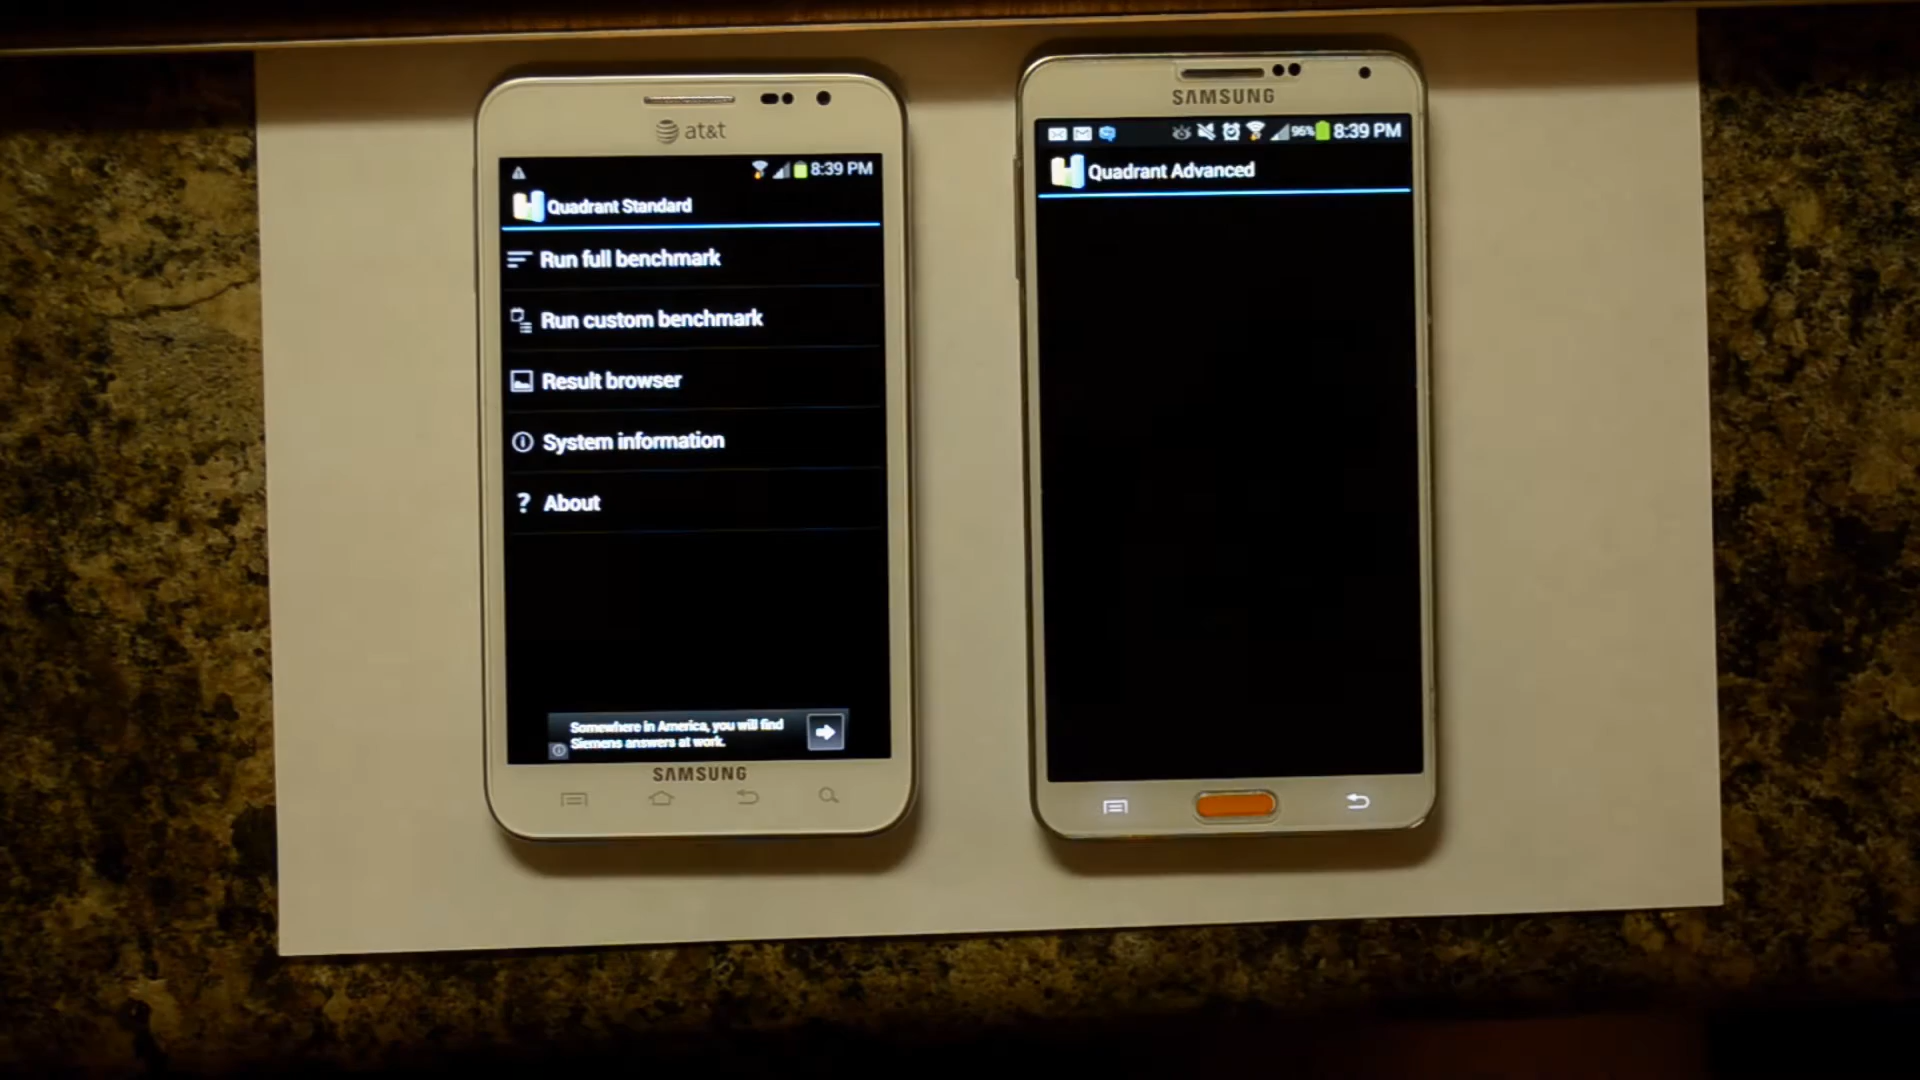 at&t
8:39 PM
Quadrant Standard
Run full benchmark
Run custom benchmark
Result browser
System information
? About
Somewhere in America, you will find
Siemens answers at work.
SAMSUNG
SAMSUNG
96% 8:39 PM
Quadrant Advanced